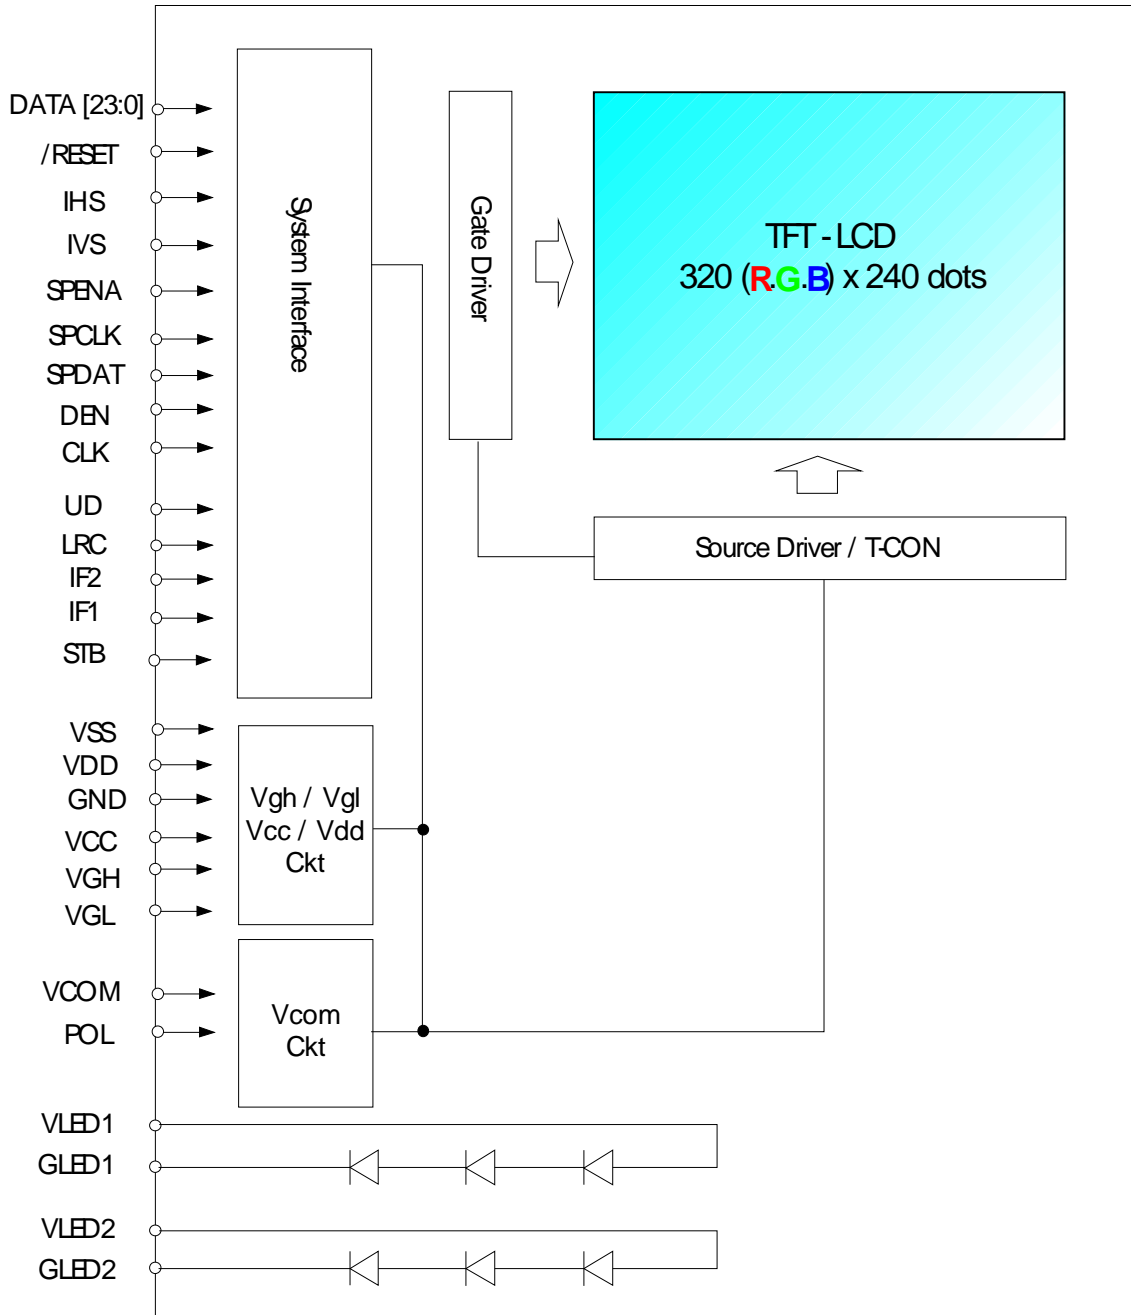 DATA [23:0]
/RESET
IHS
IVS
SPENA
SPCLK
SPDAT
DEN
CLK
UD
LRC
IF2
IF1
STB
VSS
VDD
GND
VCC
VGH
VGL
VCOM
POL
VLED1
GLED1
VLED2
GLED2
System Interface
Vgh / Vgl
Vcc / Vdd
Ckt
Vcom
Ckt
Gate Driver
TFT - LCD
320 (R.G.B) x 240 dots
Source Driver / T-CON